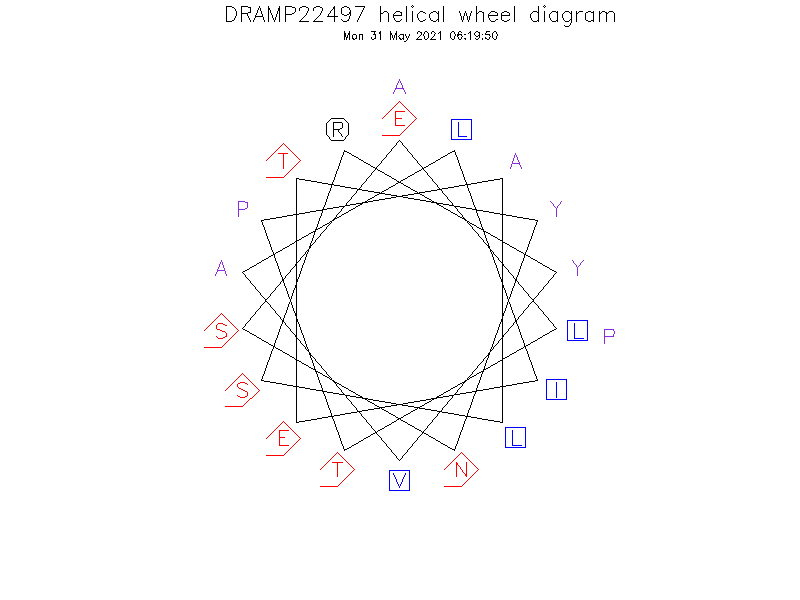 DRAMP22497 helical wheel diagram
Mon 31 May 2021 06:19:50
A
R E L
T A
P Y
A Y
S L P
S I
E L
T V N